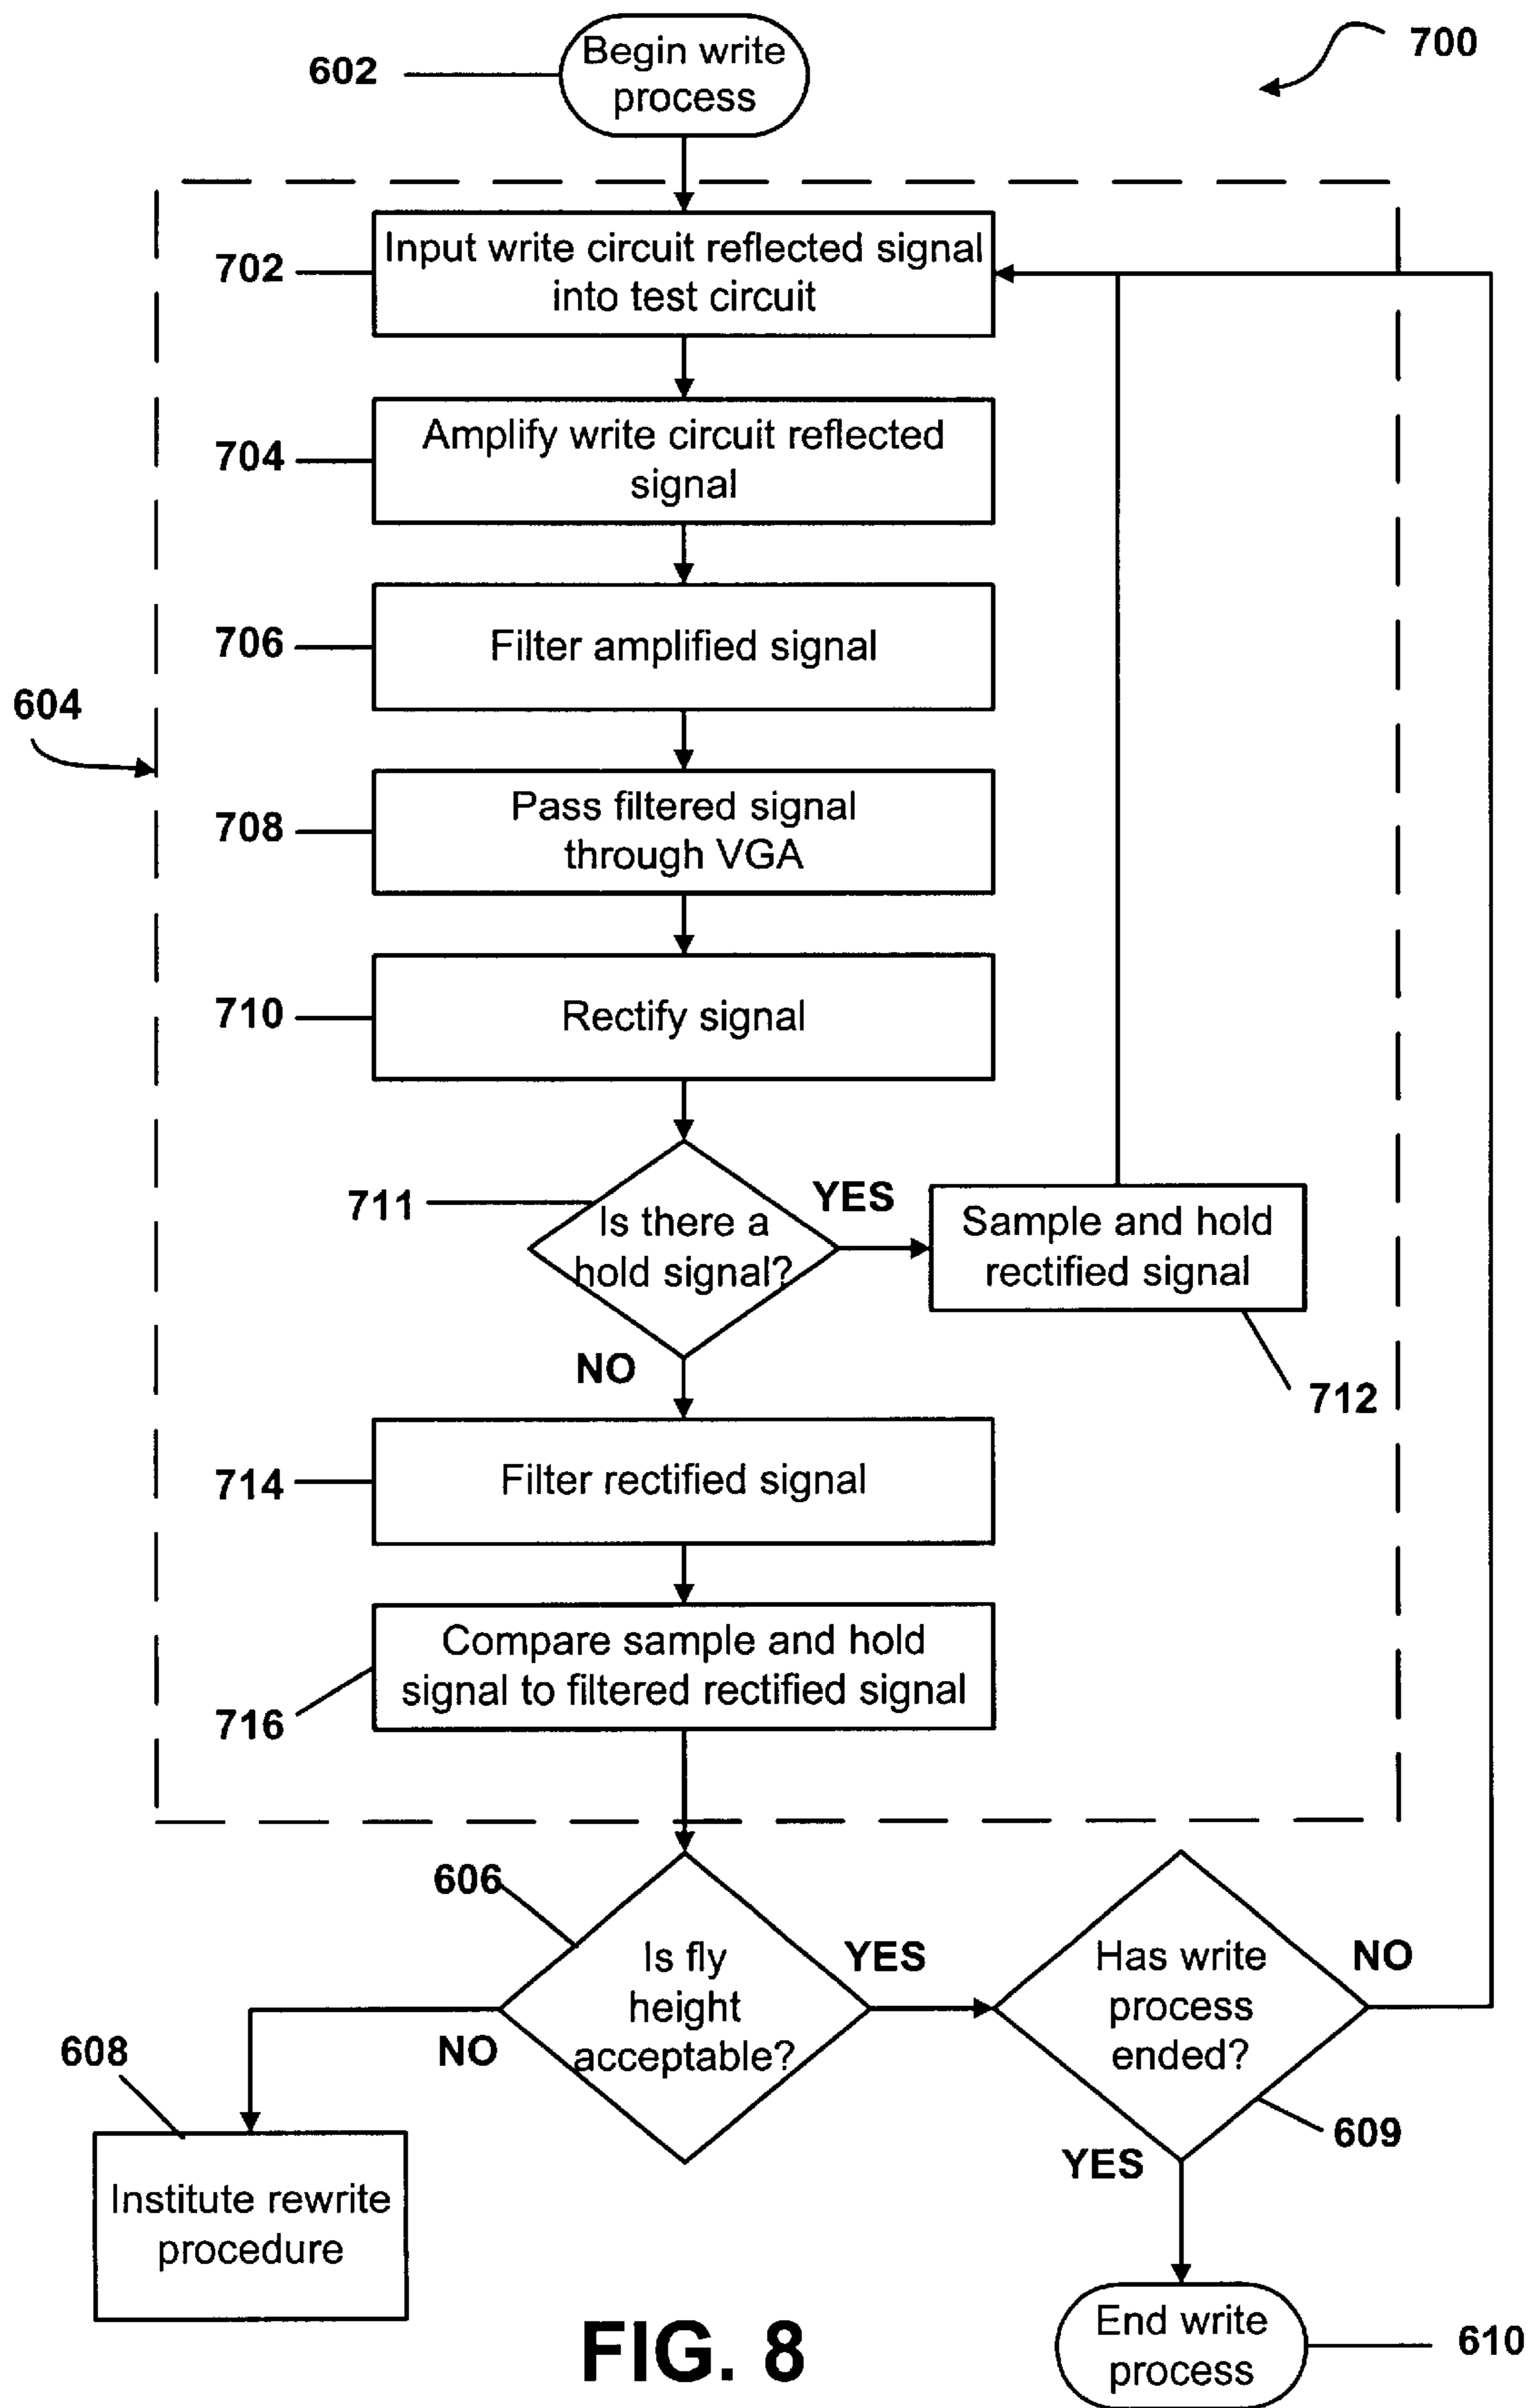 700
602
Begin write
process
702
Input write circuit reflected signal
into test circuit
704
Amplify write circuit reflected
signal
706
Filter amplified signal
604
708
Pass filtered signal
through VGA
710
Rectify signal
711
Is there a
hold signal?
YES
Sample and hold
rectified signal
NO
712
714
Filter rectified signal
716
Compare sample and hold
signal to filtered rectified signal
606
Is fly
height
acceptable?
YES
NO
Has write
process
ended?
NO
608
609
YES
Institute rewrite
procedure
End write
process
610
FIG. 8